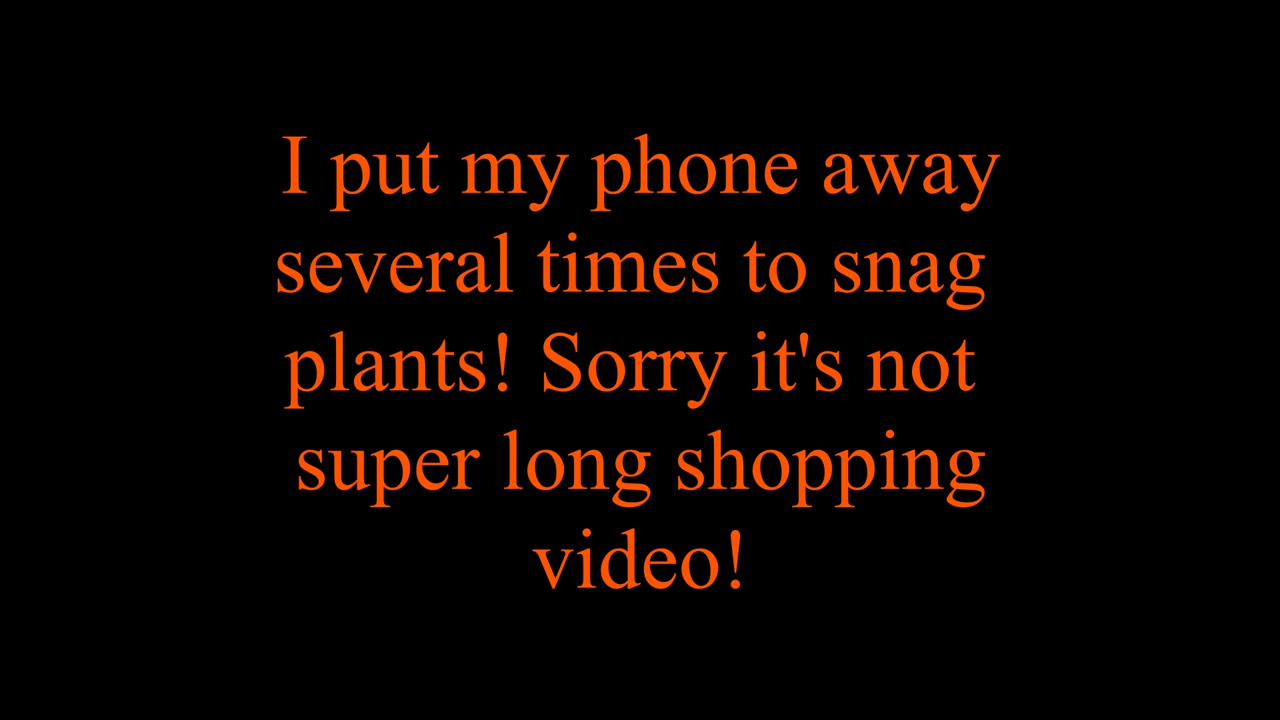 I put my phone away
several times to snag
plants! Sorry it's not
super long shopping
video!